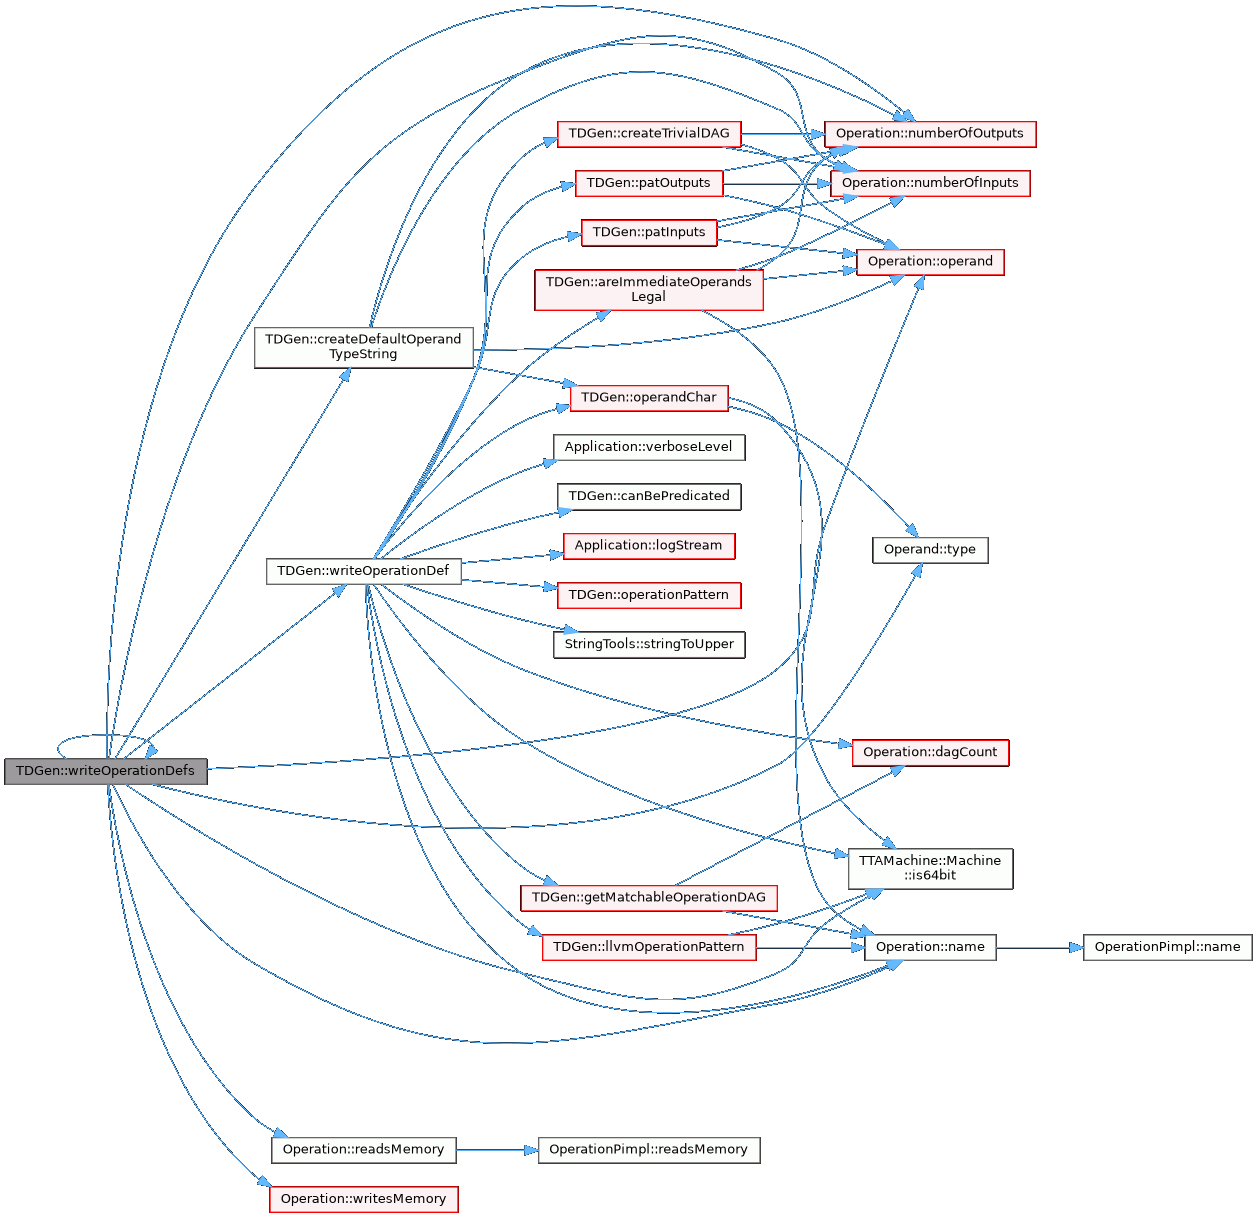 TDGen::createTrivialDAG
Operation::numberOfOutputs
TDGen::patOutputs
Operation::numberOfInputs
TDGen::patInputs
Operation::operand
TDGen::areImmediateOperands
Legal
TDGen::createDefaultOperand
TypeString
TDGen::operandChar
Application::verboseLevel
TDGen::canBePredicated
Application::logStream
Operand::type
TDGen::writeOperationDef
TDGen::operationPattern
StringTools::stringToUpper
Operation::dagCount
TDGen::writeOperationDefs
TTAMachine::Machine
::is64bit
TDGen::getMatchableOperationDAG
TDGen::llvmOperationPattern
Operation::name
OperationPimpl::name
Operation::readsMemory
OperationPimpl::readsMemory
Operation::writesMemory